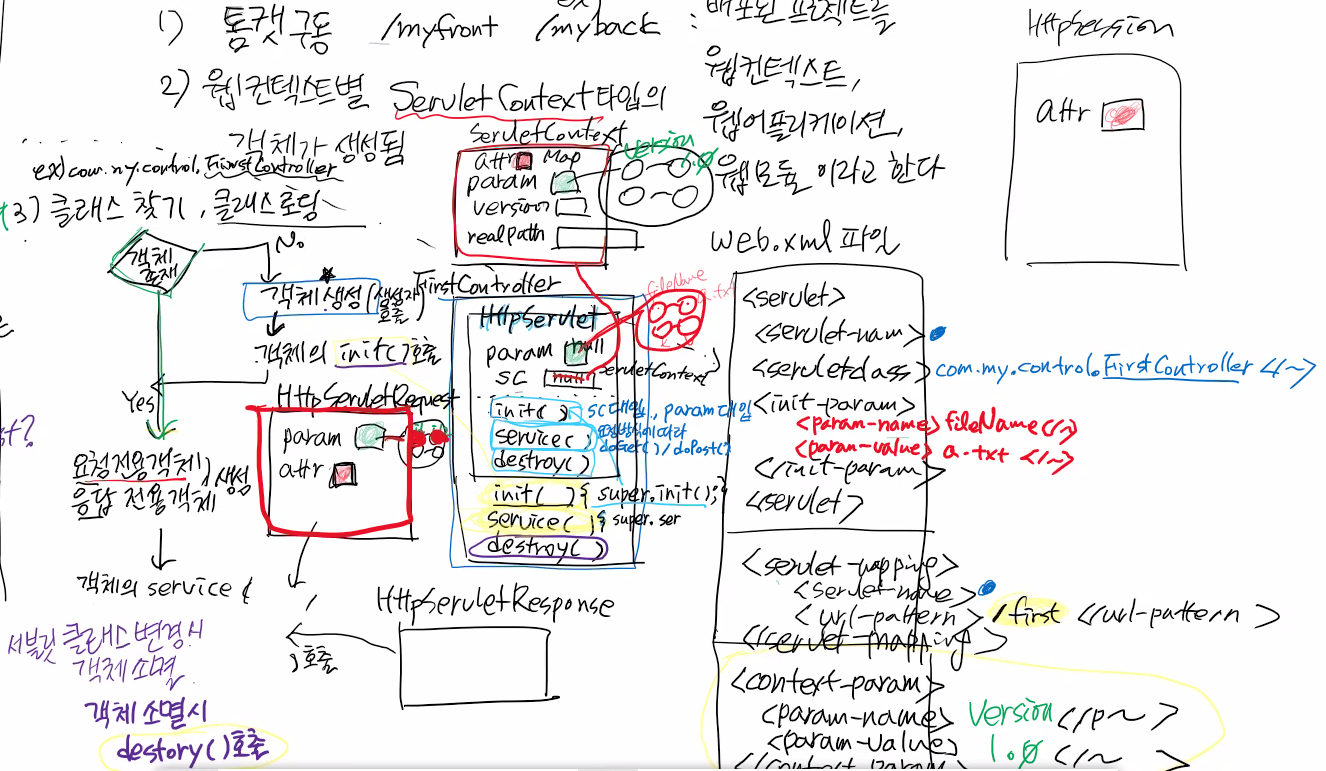 1) 톰캣 구동 /myfront /myback : 배포된 프로젝트를
웹컨텍스트,
웹어플리케이션,
웹모듈 이라고 한다
2) 웹컨텍스트별 ServletContext타입의
객체가 생성됨
ex) com.my.control.FirstController
3) 클래스 찾기, 클래스로딩
객체
존재
No
객체생성 (생성자
호출)
객체의 init()호출
Yes
요청전용객체, 생성
응답 전용객체
객체의 service (
)호출
서블릿 클래스 변경시
객체소멸
객체 소멸시
destory()호출
ServletContext
attr Map
param
version
realpath
version
1.0
FirstController
HttpServlet
param null
SC null
servletContext
fileName
a.txt
init() SC대입, param대입
service() 요청방식에따라
doGet()/doPost()
destroy()
init( ) { super.init();
service( ) { super.ser
destroy( )
HttpServletRequest
param
attr
HttpServletResponse
web.xml 파일
<servlet>
<servlet-nam>
<servletclass> com.my.control.FirstController </~>
<init-param>
<param-name> fileName </~>
<param-value> a.txt </~>
</init-param>
<servlet>
<servlet-mapping>
<servlet-name>
<url-pattern> /first </url-pattern >
</servlet-mapping>
<context-param>
<param-name> Version </p~ >
<param-value> 1.0 </~ >
HttpSession
attr